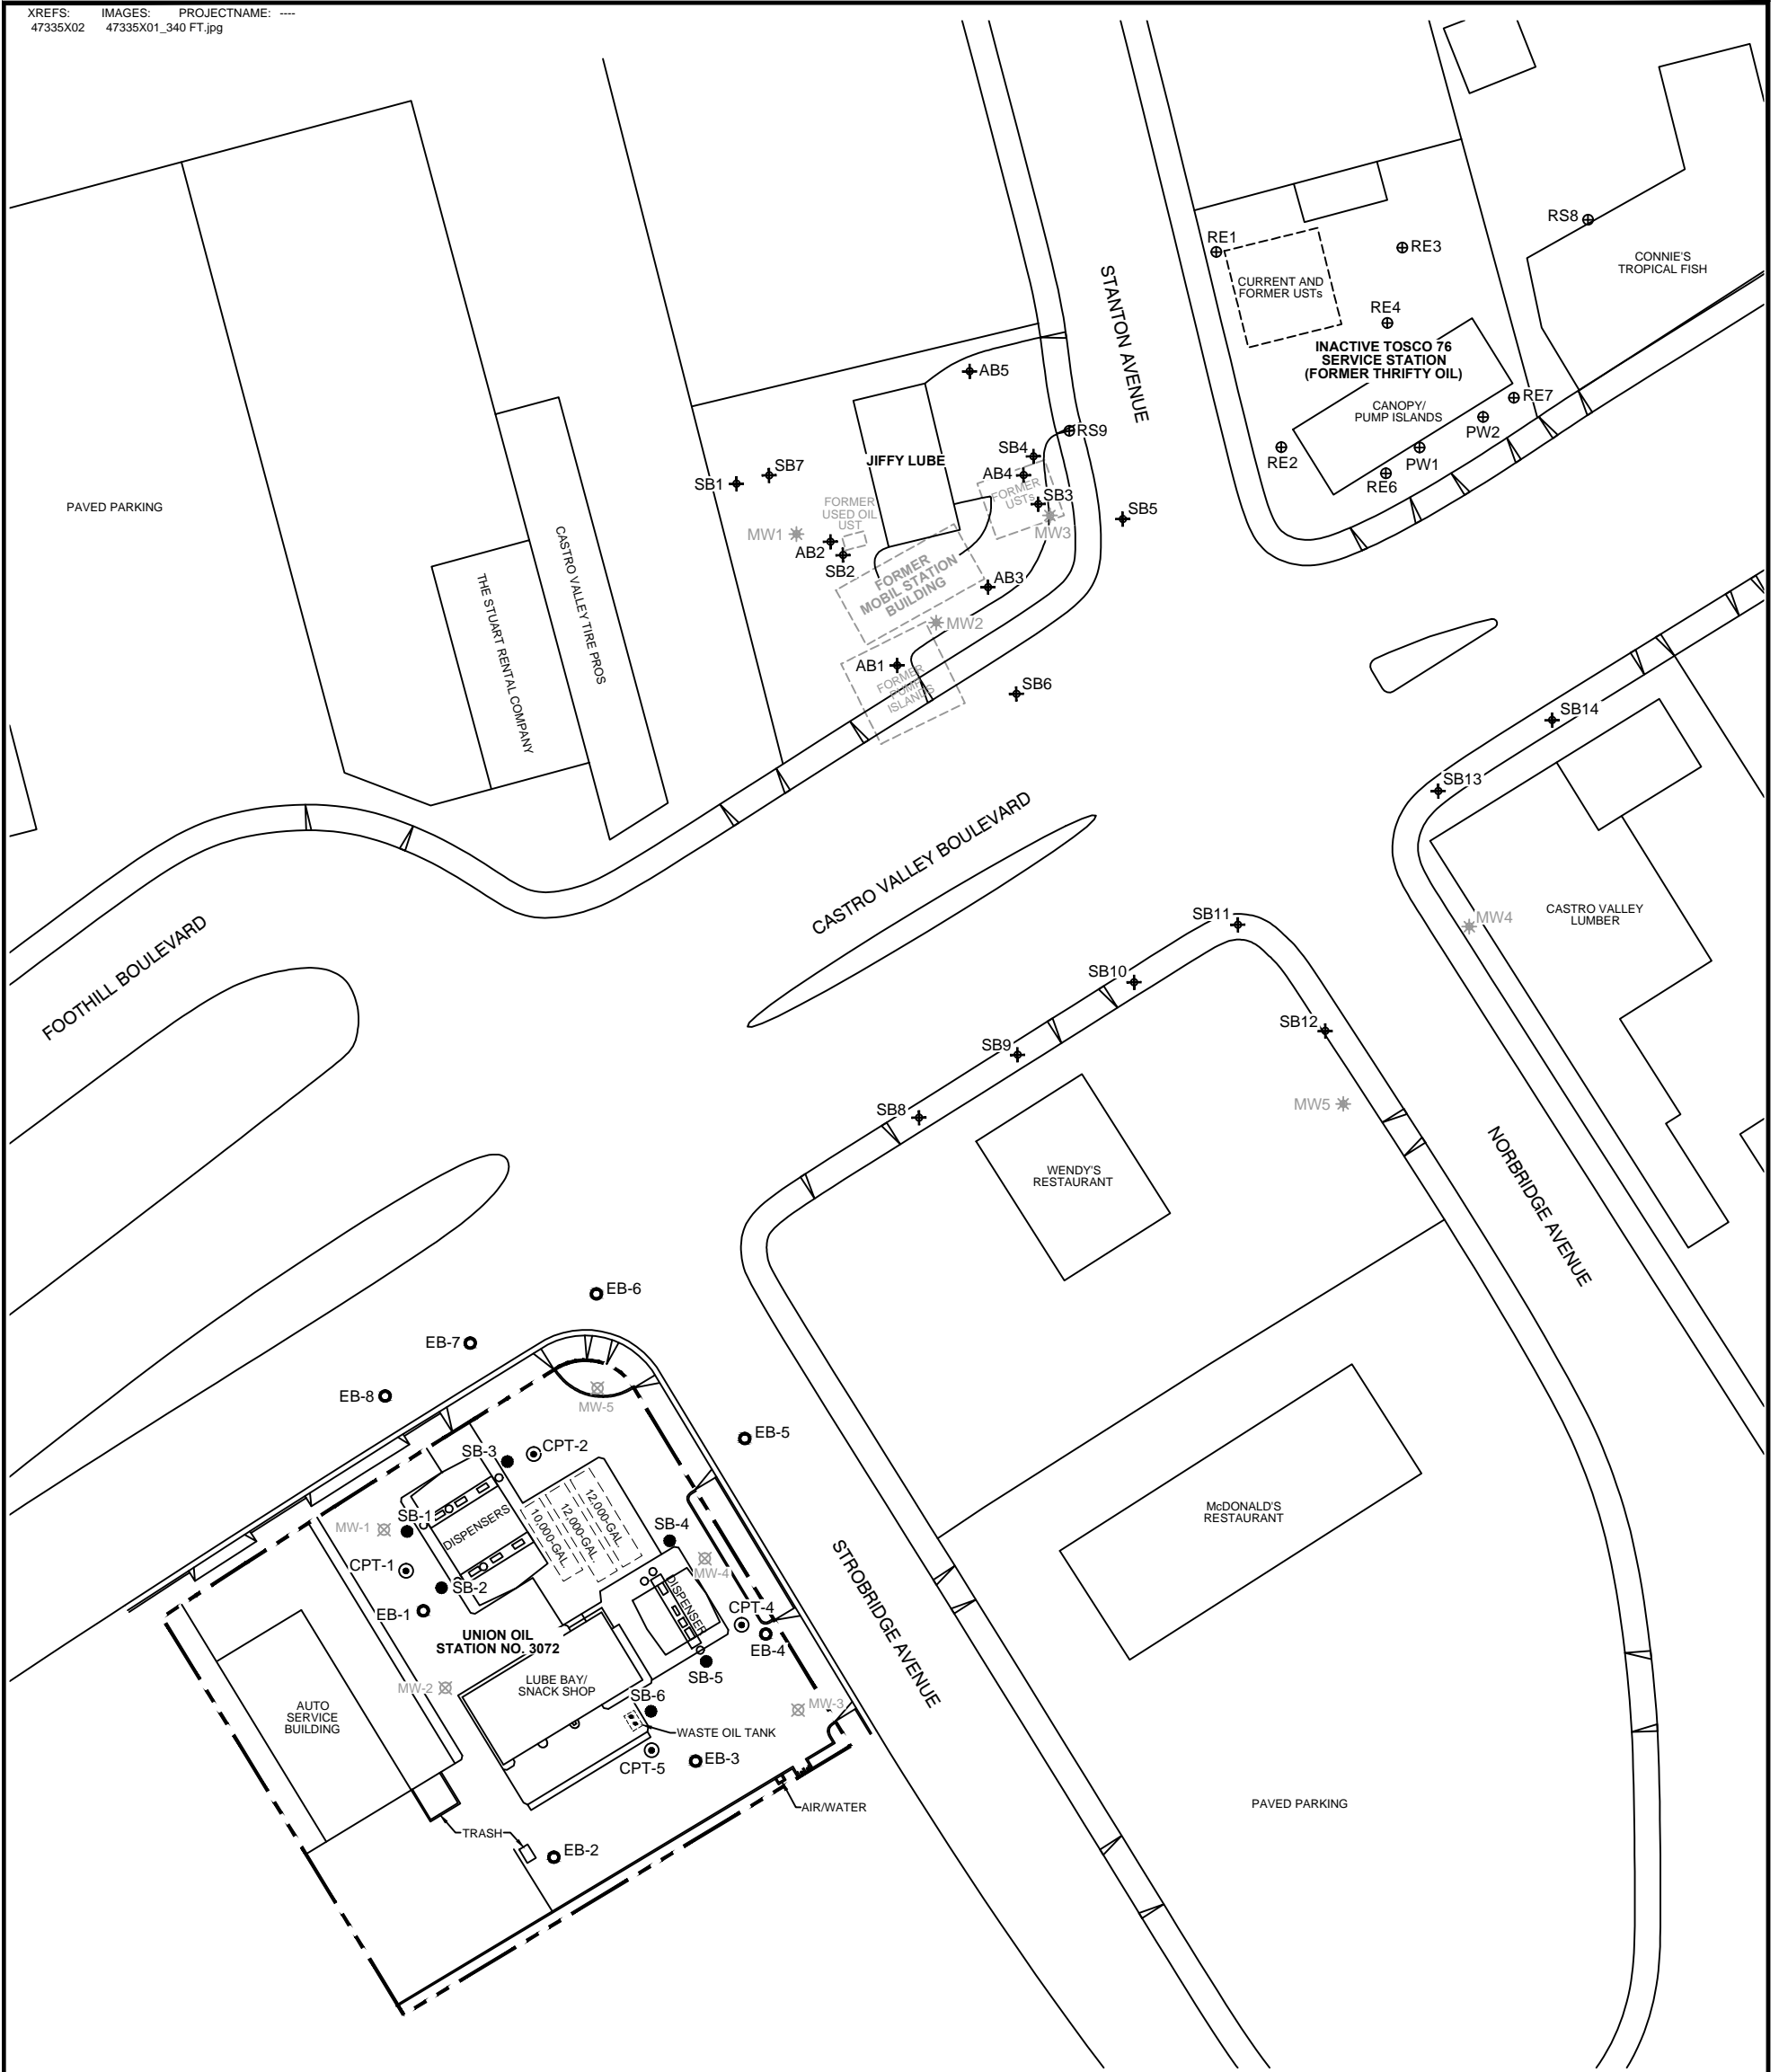 XREFS: IMAGES: PROJECTNAME: ----
47335X02 47335X01_340 FT.jpg
RS8
RE1
RE3
CONNIE'S
TROPICAL FISH
CURRENT AND
FORMER USTs
STANTON AVENUE
RE4
INACTIVE TOSCO 76
SERVICE STATION
(FORMER THRIFTY OIL)
AB5
RE7
CANOPY/
PUMP ISLANDS
PW2
RS9
SB4
JIFFY LUBE
RE2
PW1
SB7
AB4
RE6
SB1
FORMER
USTs
SB3
FORMER
USED OIL
UST
PAVED PARKING
SB5
MW1
MW3
AB2
SB2
CASTRO VALLEY TIRE PROS
THE STUART RENTAL COMPANY
FORMER
MOBIL STATION
BUILDING
AB3
MW2
AB1
FORMER
PUMP
ISLANDS
SB6
SB14
SB13
CASTRO VALLEY BOULEVARD
CASTRO VALLEY
LUMBER
SB11
MW4
FOOTHILL BOULEVARD
SB10
SB12
SB9
MW5
SB8
WENDY'S
RESTAURANT
NORBRIDGE AVENUE
EB-6
EB-7
EB-8
MW-5
EB-5
SB-3
CPT-2
12,000-GAL
12,000-GAL
10,000-GAL
McDONALD'S
RESTAURANT
SB-1
MW-1
DISPENSERS
SB-4
CPT-1
MW-4
SB-2
DISPENSER
STROBRIDGE AVENUE
EB-1
CPT-4
UNION OIL
STATION NO. 3072
EB-4
SB-5
LUBE BAY/
SNACK SHOP
MW-2
SB-6
MW-3
AUTO
SERVICE
BUILDING
WASTE OIL TANK
EB-3
CPT-5
AIR/WATER
PAVED PARKING
TRASH
EB-2